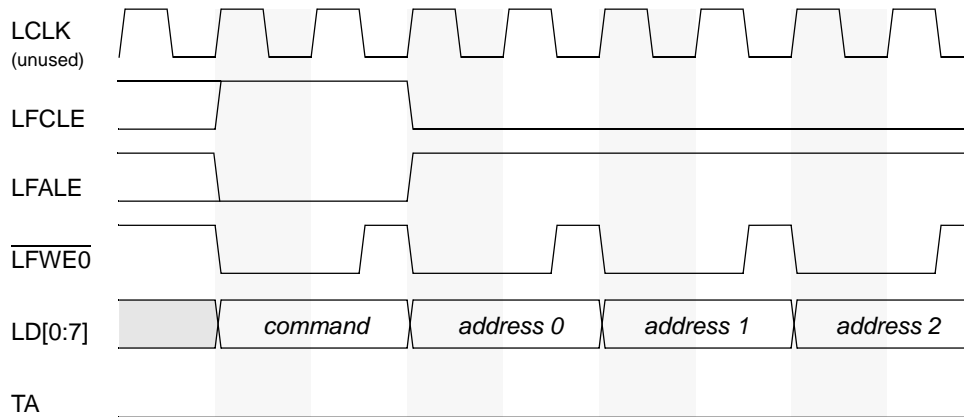 LCLK
(unused)
LFCLE
LFALE
LFWE0
LD[0:7] command address 0 address 1 address 2
TA